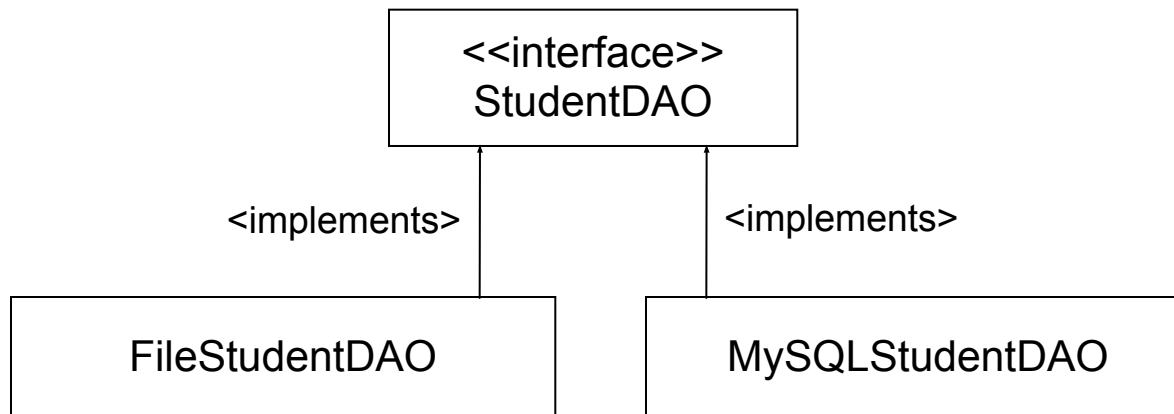 <<interface>>
StudentDAO
<implements>
<implements>
FileStudentDAO
MySQLStudentDAO